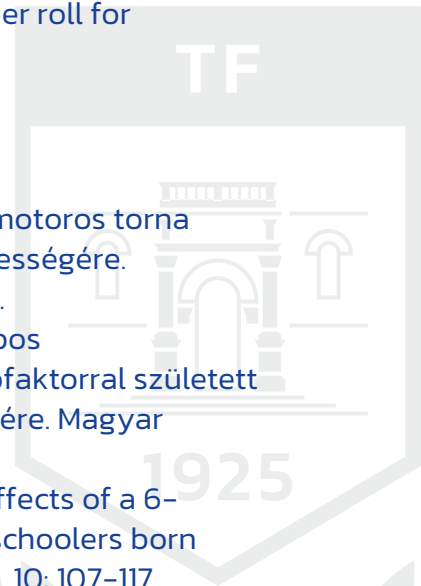 er roll for
TF
motoros torna
ességére.
.
pos
ofaktorral született
ére. Magyar
1925
ffects of a 6-
schoolers born
10: 107-117